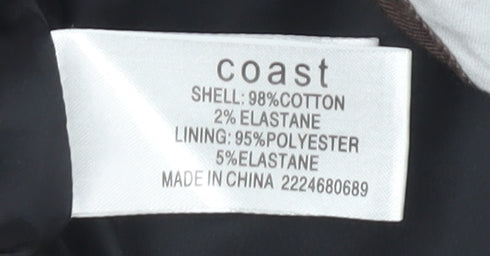 coast
SHELL: 98%COTTON
2% ELASTANE
LINING: 95%POLYESTER
5%ELASTANE
MADE IN CHINA 2224680689